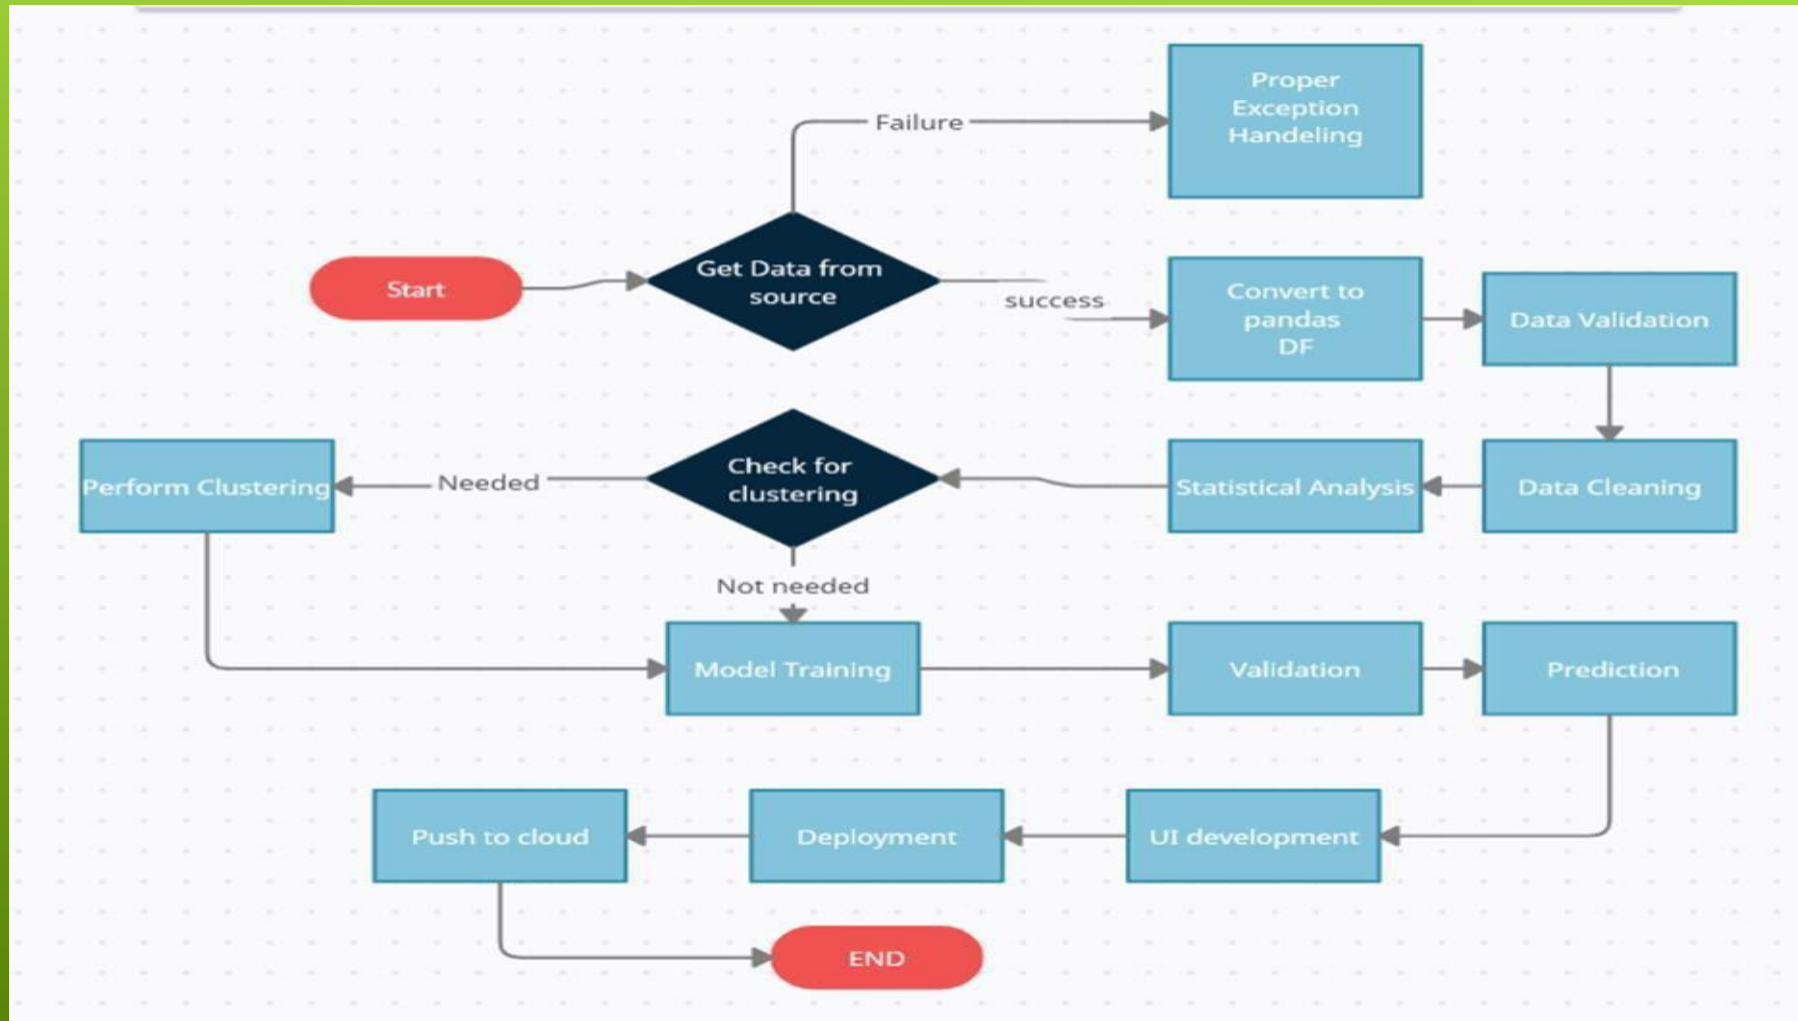 Proper
Exception
Handeling
Failure
Start
Get Data from
source
success
Convert to
pandas
DF
Data Validation
Perform Clustering
Needed
Check for
clustering
Statistical Analysis
Data Cleaning
Not needed
Model Training
Validation
Prediction
Push to cloud
Deployment
UI development
END